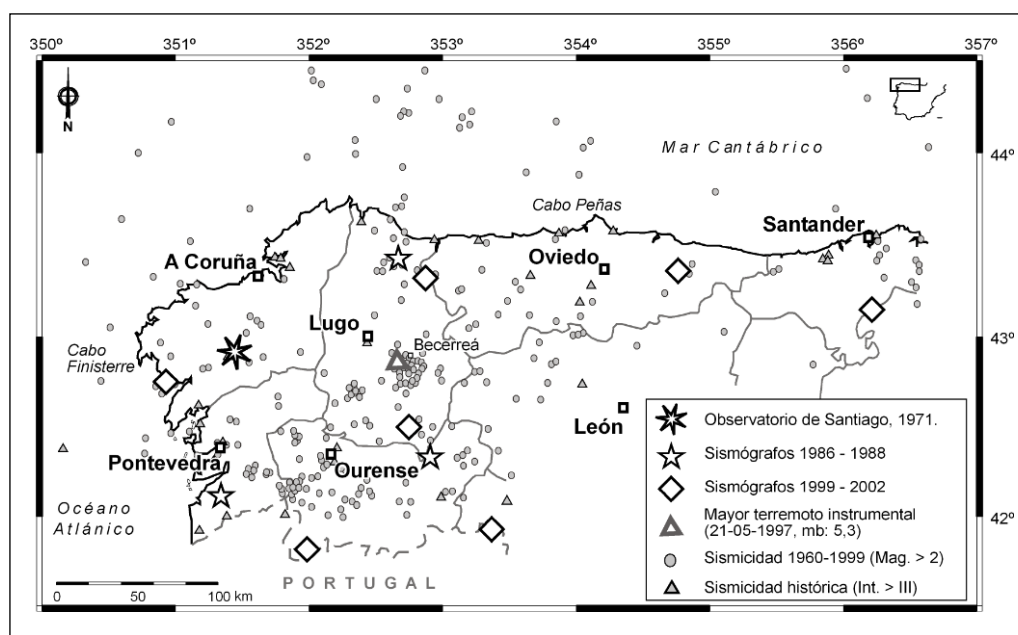 350º 351º 352º 353º 354º 355º 356º 357º
N
Mar Cantábrico
44º
Cabo Peñas
Santander
A Coruña
Oviedo
Lugo
Becerreá
43º
Cabo
Finisterre
León
Pontevedra
Ourense
Océano
Atlánico
42º
PORTUGAL
0 50 100 km
Observatorio de Santiago, 1971.
Sismógrafos 1986 - 1988
Sismógrafos 1999 - 2002
Mayor terremoto instrumental
(21-05-1997, mb: 5,3)
Sismicidad 1960-1999 (Mag. > 2)
Sismicidad histórica (Int. > III)